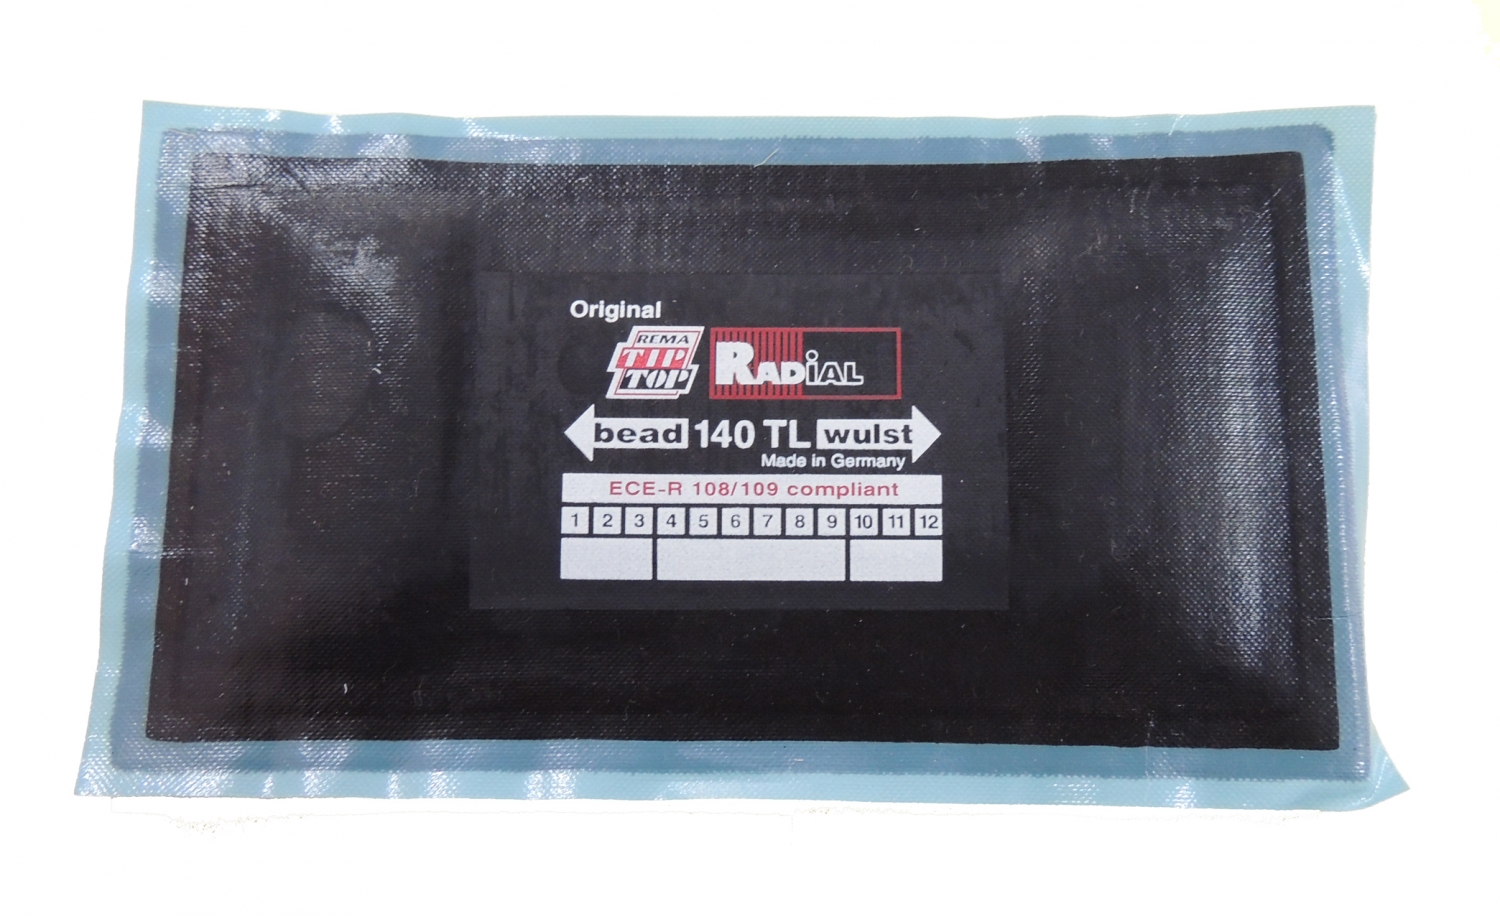 Original
REMA
TIP
TOP
RADiAL
bead 140 TL wulst
Made in Germany
ECE-R 108/109 compliant
1 2 3 4 5 6 7 8 9 10 11 12